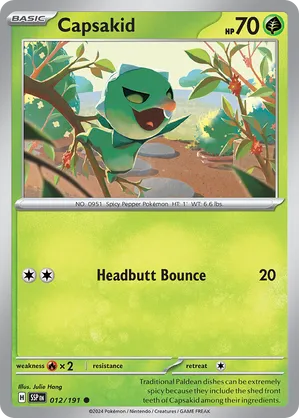 BASIC
Capsakid
HP 70
NO. 0951 Spicy Pepper Pokémon HT: 1' WT: 6.6 lbs.
Headbutt Bounce 20
weakness ×2 resistance retreat
Illus. Julie Hang
H SSP EN 012/191
Traditional Paldean dishes can be extremely
spicy because they include the shed front
teeth of Capsakid among their ingredients.
©2024 Pokémon / Nintendo / Creatures / GAME FREAK